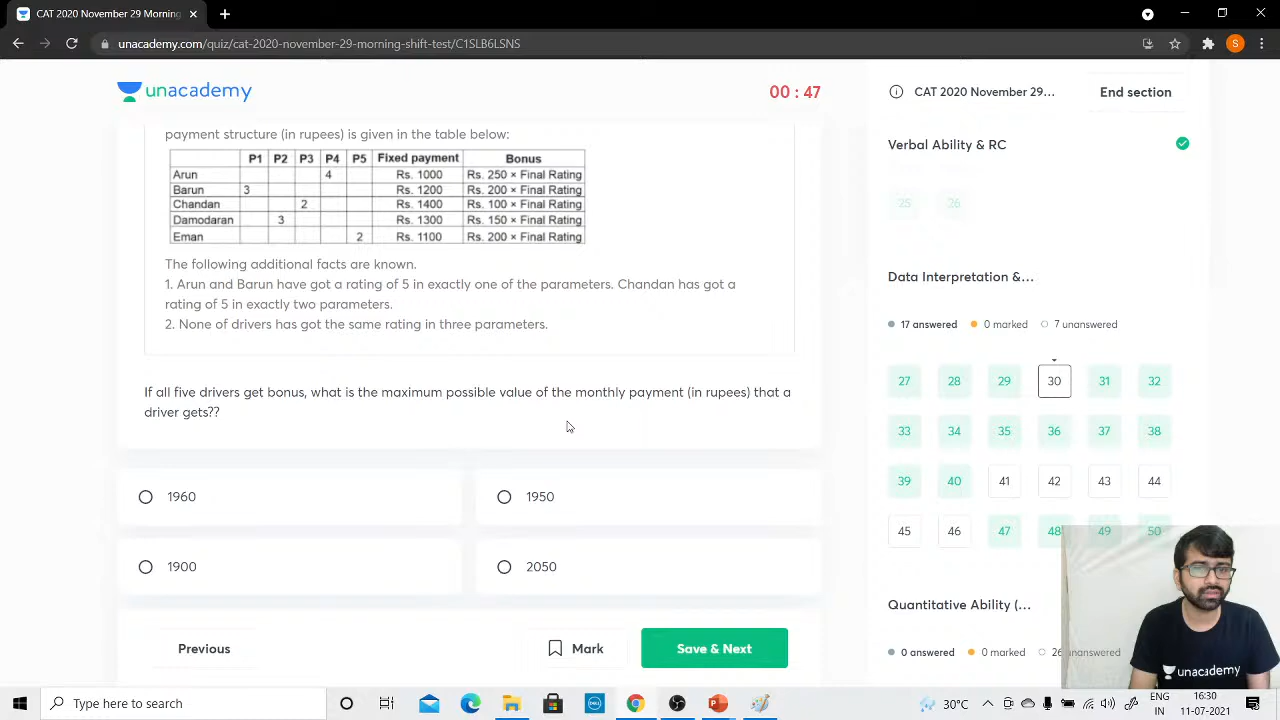 CAT 2020 November 29 Morning
unacademy.com/quiz/cat-2020-november-29-morning-shift-test/C1SLB6LSNS
S
unacademy
00 : 47
CAT 2020 November 29...
End section
payment structure (in rupees) is given in the table below:
P1 P2 P3 P4 P5 Fixed payment Bonus
Arun 4 Rs. 1000 Rs. 250 × Final Rating
Barun 3 Rs. 1200 Rs. 200 × Final Rating
Chandan 2 Rs. 1400 Rs. 100 × Final Rating
Damodaran 3 Rs. 1300 Rs. 150 × Final Rating
Eman 2 Rs. 1100 Rs. 200 × Final Rating
The following additional facts are known.
1. Arun and Barun have got a rating of 5 in exactly one of the parameters. Chandan has got a
rating of 5 in exactly two parameters.
2. None of drivers has got the same rating in three parameters.
If all five drivers get bonus, what is the maximum possible value of the monthly payment (in rupees) that a
driver gets??
1960
1950
1900
2050
Previous
Mark
Save & Next
Verbal Ability & RC
25 26
Data Interpretation &...
17 answered 0 marked 7 unanswered
27 28 29 30 31 32
33 34 35 36 37 38
39 40 41 42 43 44
45 46 47 48 49 50
Quantitative Ability (...
0 answered 0 marked 26 unanswered
unacademy
Type here to search
DELL
30°C
ENG
IN
16:30
11-07-2021